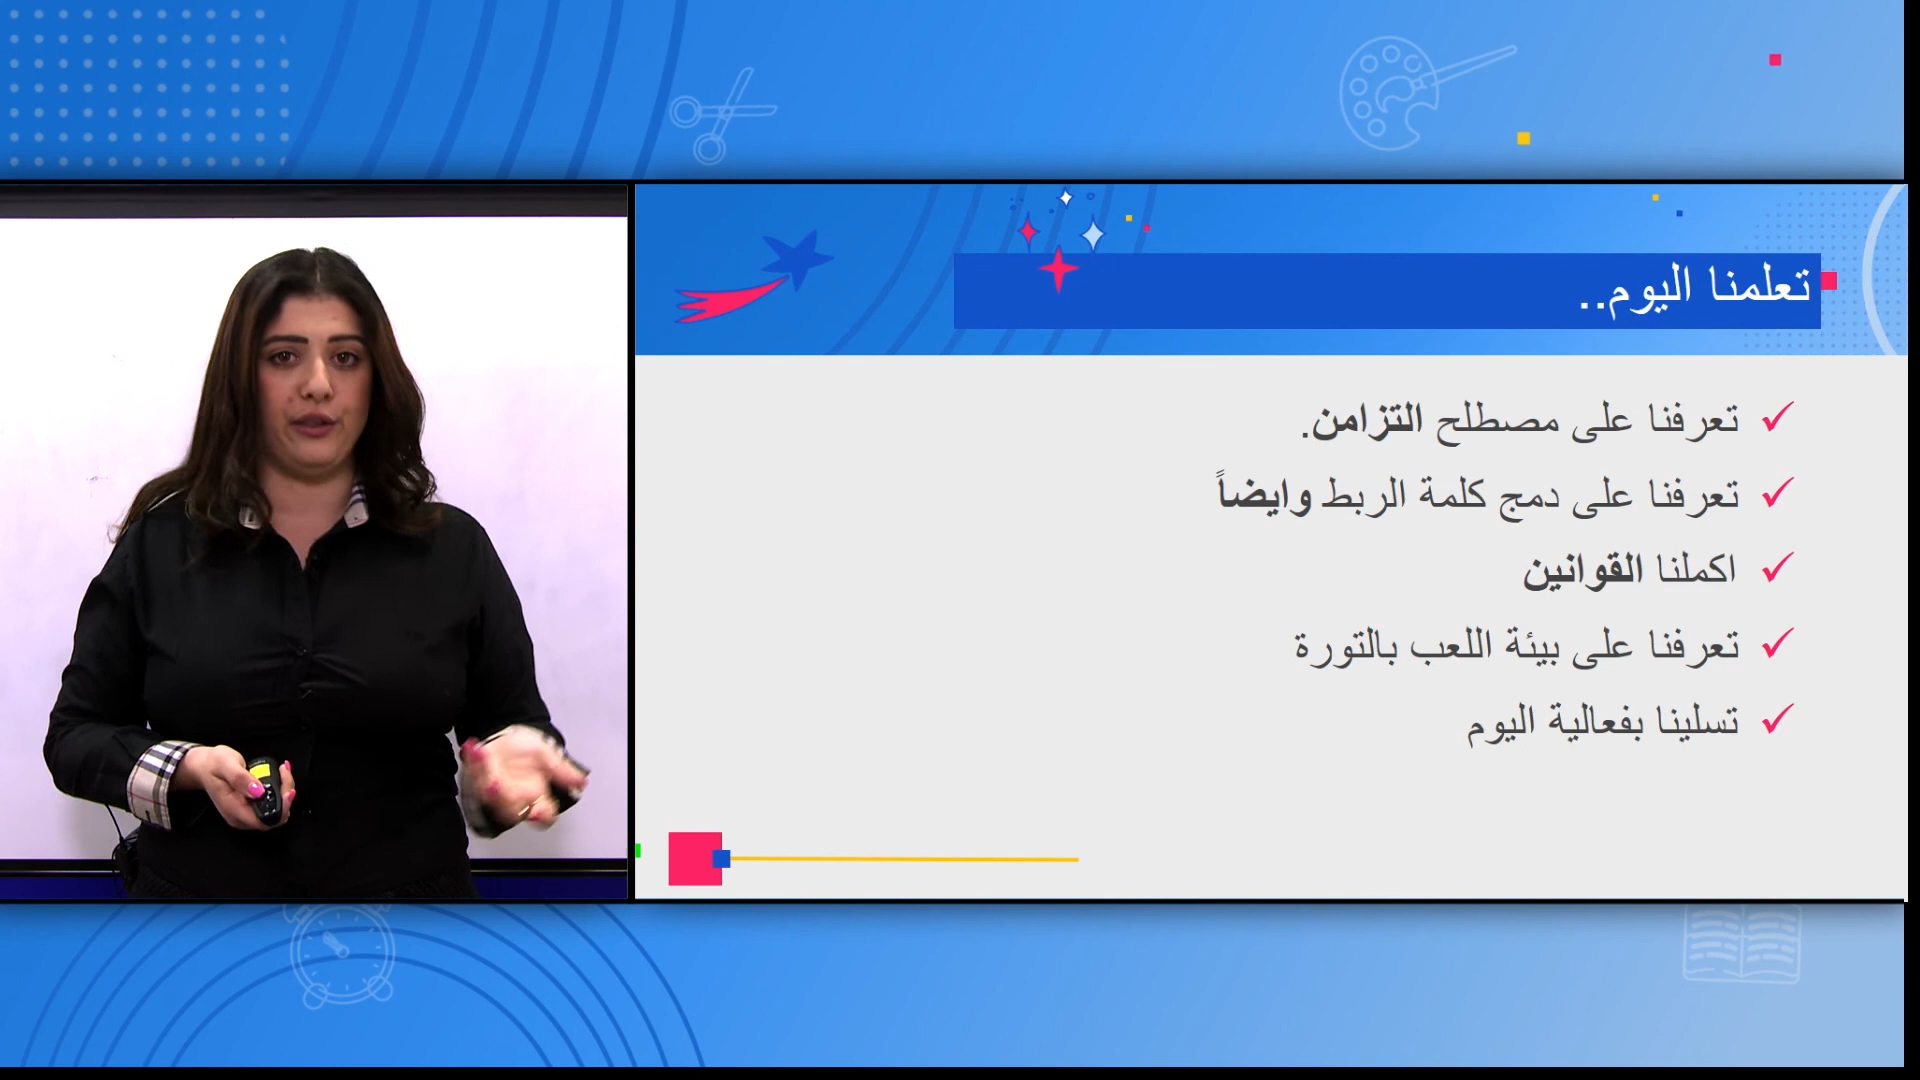 تعلمنا اليوم..
تعرفنا على مصطلح التزامن.
تعرفنا على دمج كلمة الربط وايضاً
اكملنا القوانين
تعرفنا على بيئة اللعب بالتورة
تسلينا بفعالية اليوم